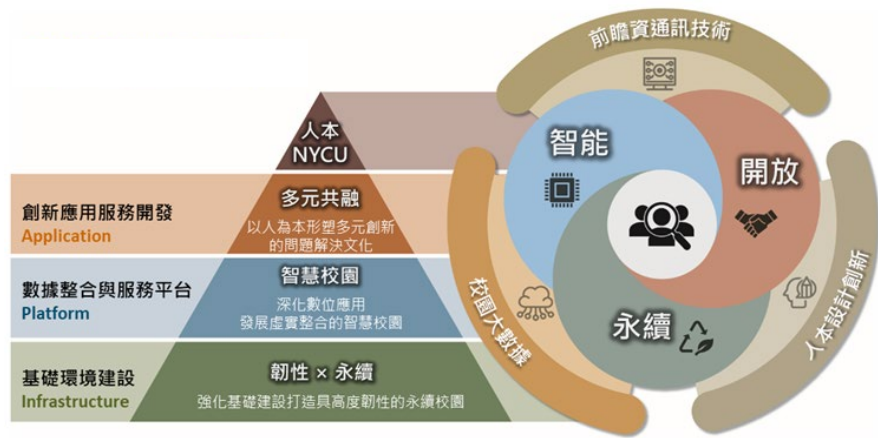 人本
NYCU
創新應用服務開發
Application
多元共融
以人為本形塑多元創新
的問題解決文化
數據整合與服務平台
Platform
智慧校園
深化數位應用
發展虛實整合的智慧校園
基礎環境建設
Infrastructure
韌性 × 永續
強化基礎建設打造具高度韌性的永續校園
前瞻資通訊技術
智能
開放
永續
校園大數據
人本設計創新